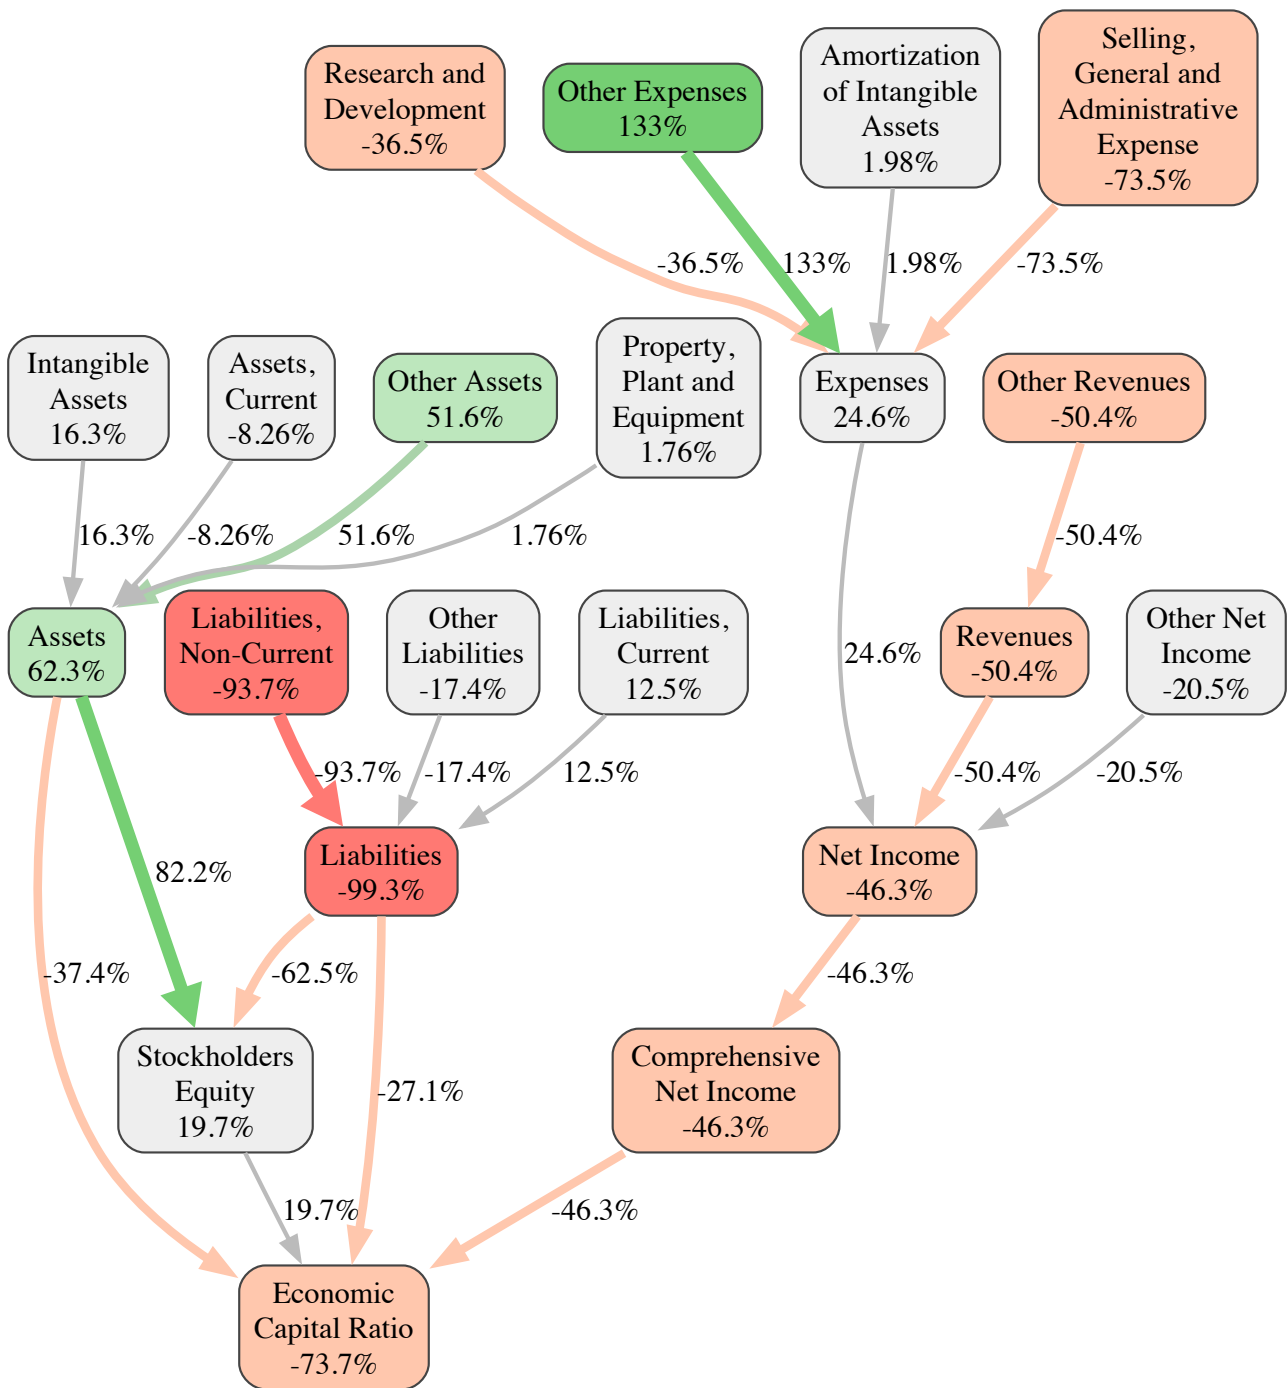 Research and
Development
-36.5%
Other Expenses
133%
Amortization
of Intangible
Assets
1.98%
Selling,
General and
Administrative
Expense
-73.5%
-36.5%
133%
1.98%
-73.5%
Intangible
Assets
16.3%
Assets,
Current
-8.26%
Other Assets
51.6%
Property,
Plant and
Equipment
1.76%
Expenses
24.6%
Other Revenues
-50.4%
16.3%
-8.26%
51.6%
1.76%
-50.4%
Assets
62.3%
Liabilities,
Non-Current
-93.7%
Other
Liabilities
-17.4%
Liabilities,
Current
12.5%
24.6%
Revenues
-50.4%
Other Net
Income
-20.5%
-93.7%
-17.4%
12.5%
-50.4%
-20.5%
82.2%
Liabilities
-99.3%
Net Income
-46.3%
-37.4%
-62.5%
-46.3%
Stockholders
Equity
19.7%
-27.1%
Comprehensive
Net Income
-46.3%
19.7%
-46.3%
Economic
Capital Ratio
-73.7%